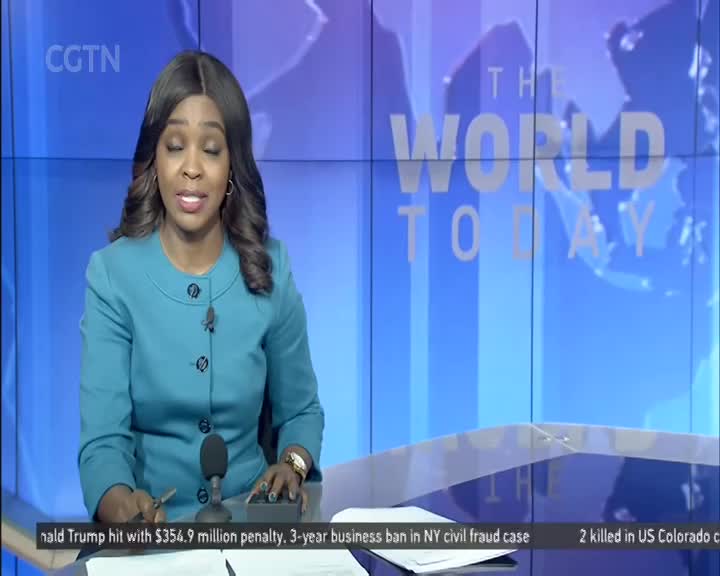 CGTN
THE
WORLD
TODAY
THE
nald Trump hit with $354.9 million penalty, 3-year business ban in NY civil fraud case 2 killed in US Colorado c